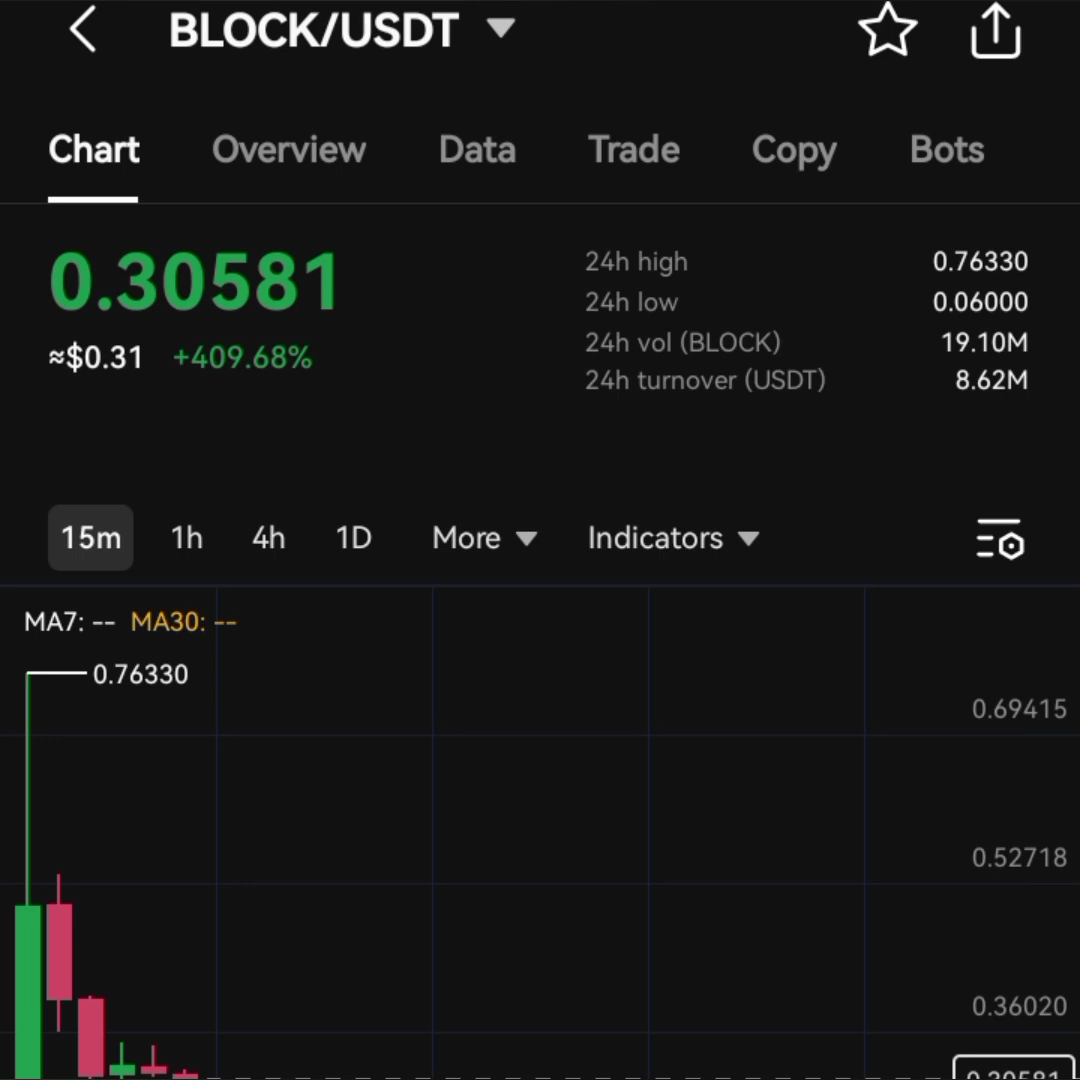 BLOCK/USDT
Chart Overview Data Trade Copy Bots
0.30581
≈$0.31 +409.68%
24h high 0.76330
24h low 0.06000
24h vol (BLOCK) 19.10M
24h turnover (USDT) 8.62M
15m 1h 4h 1D More Indicators
MA7: -- MA30: --
0.76330
0.69415
0.52718
0.36020
0.30581